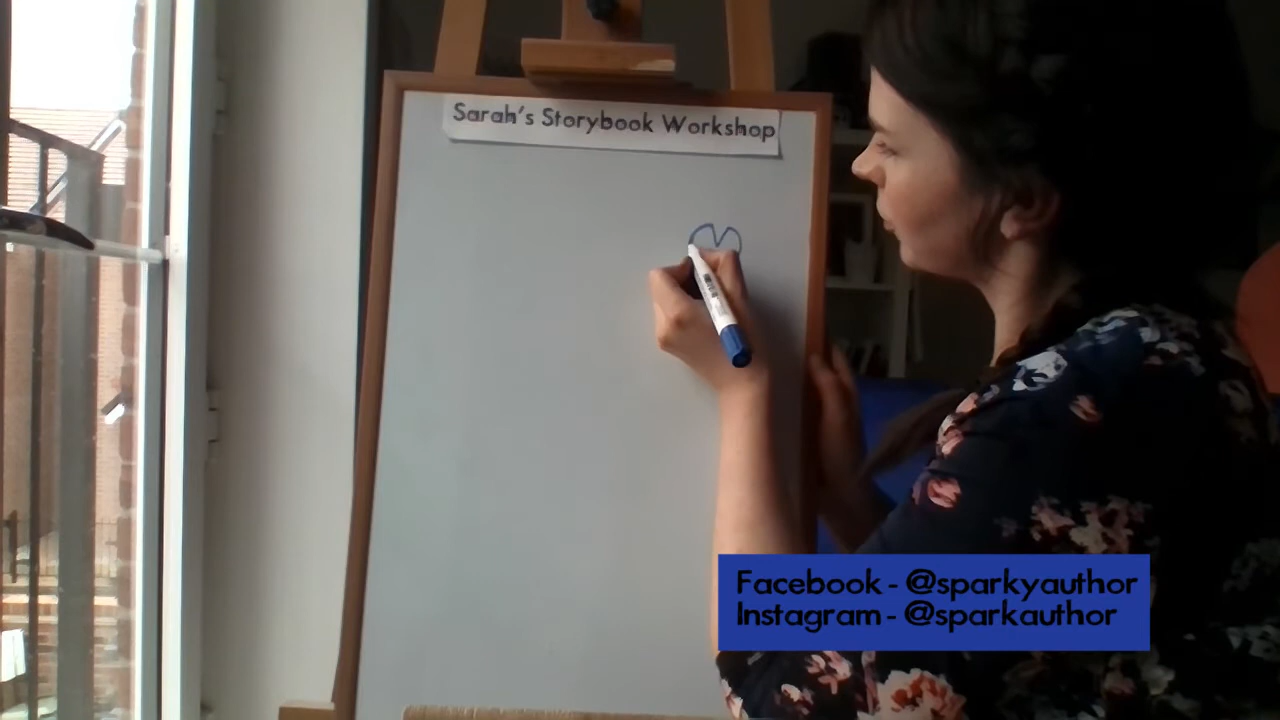 Sarah's Storybook Workshop
Facebook - @sparkyauthor
Instagram - @sparkauthor